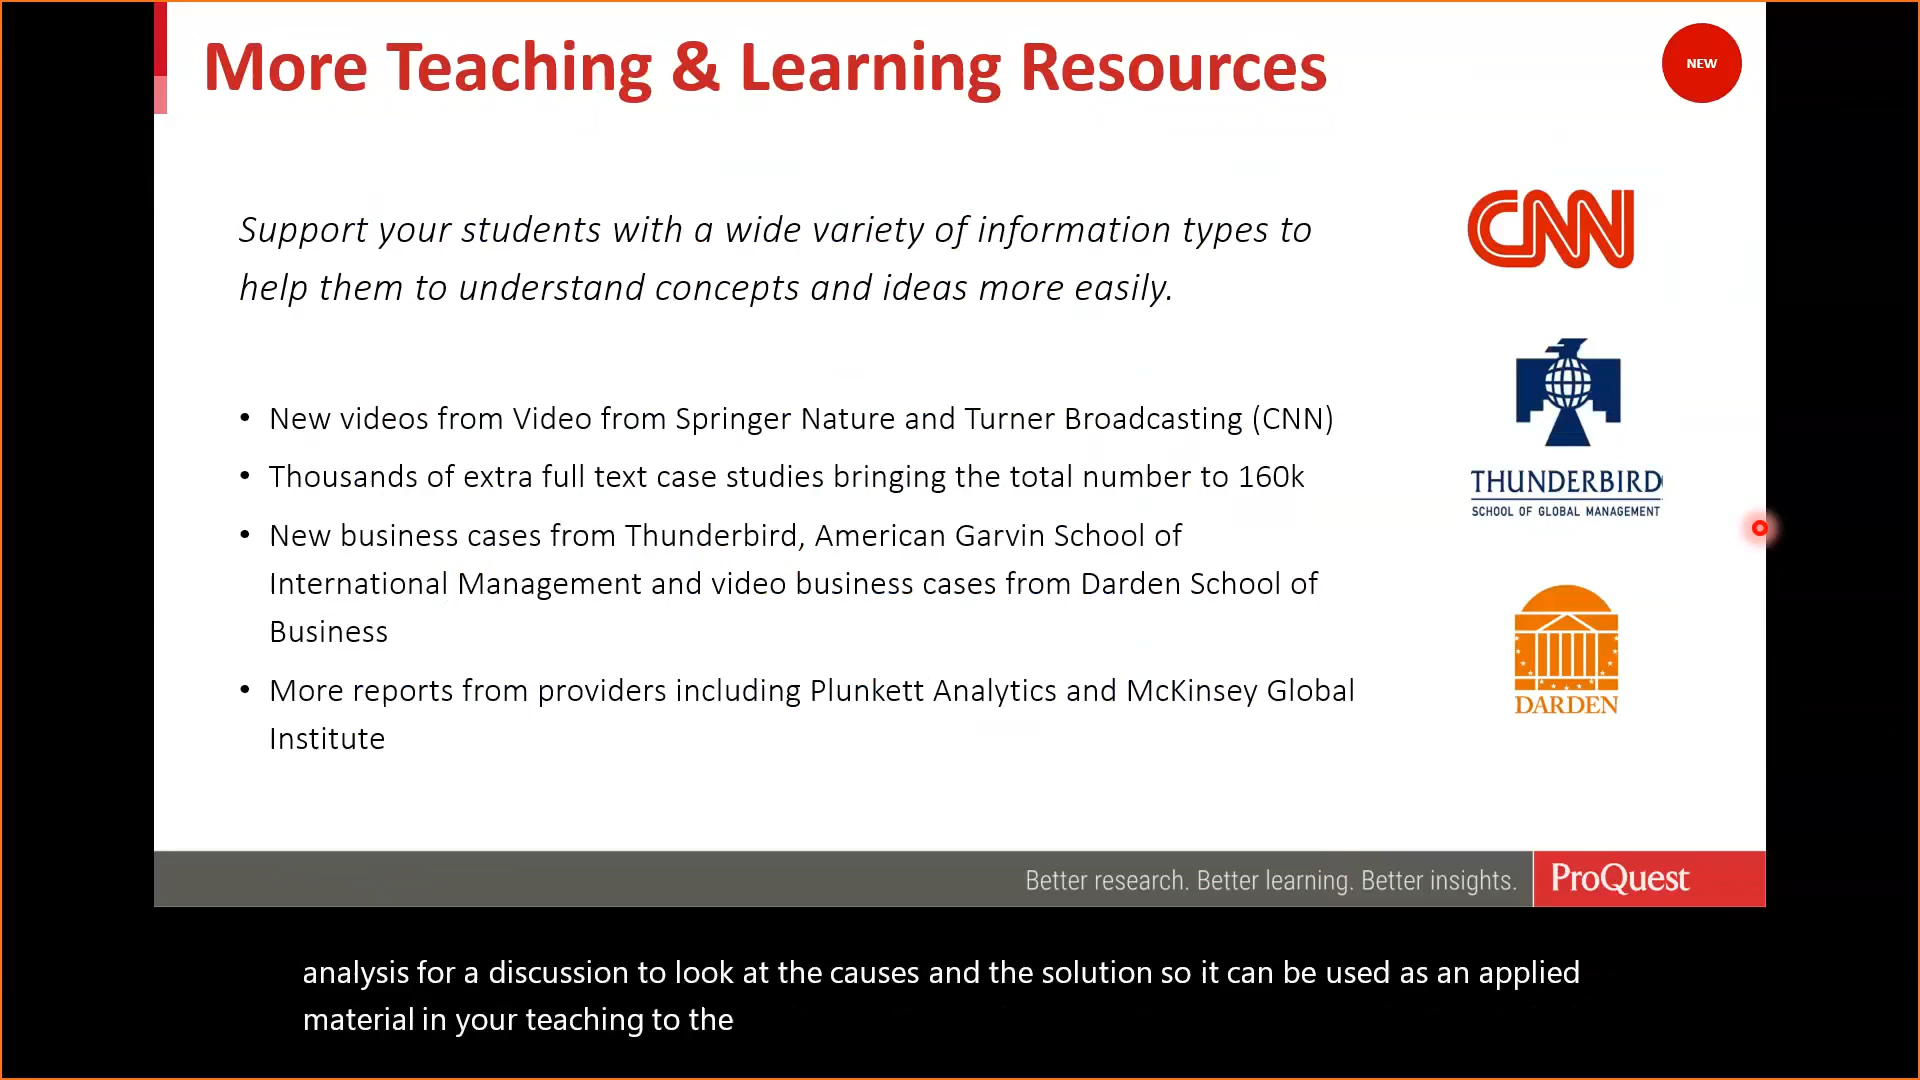 More Teaching & Learning Resources
NEW
Support your students with a wide variety of information types to
help them to understand concepts and ideas more easily.
CNN
• New videos from Video from Springer Nature and Turner Broadcasting (CNN)
• Thousands of extra full text case studies bringing the total number to 160k
• New business cases from Thunderbird, American Garvin School of
International Management and video business cases from Darden School of
Business
• More reports from providers including Plunkett Analytics and McKinsey Global
Institute
THUNDERBIRD
SCHOOL OF GLOBAL MANAGEMENT
DARDEN
Better research. Better learning. Better insights.
ProQuest
analysis for a discussion to look at the causes and the solution so it can be used as an applied
material in your teaching to the